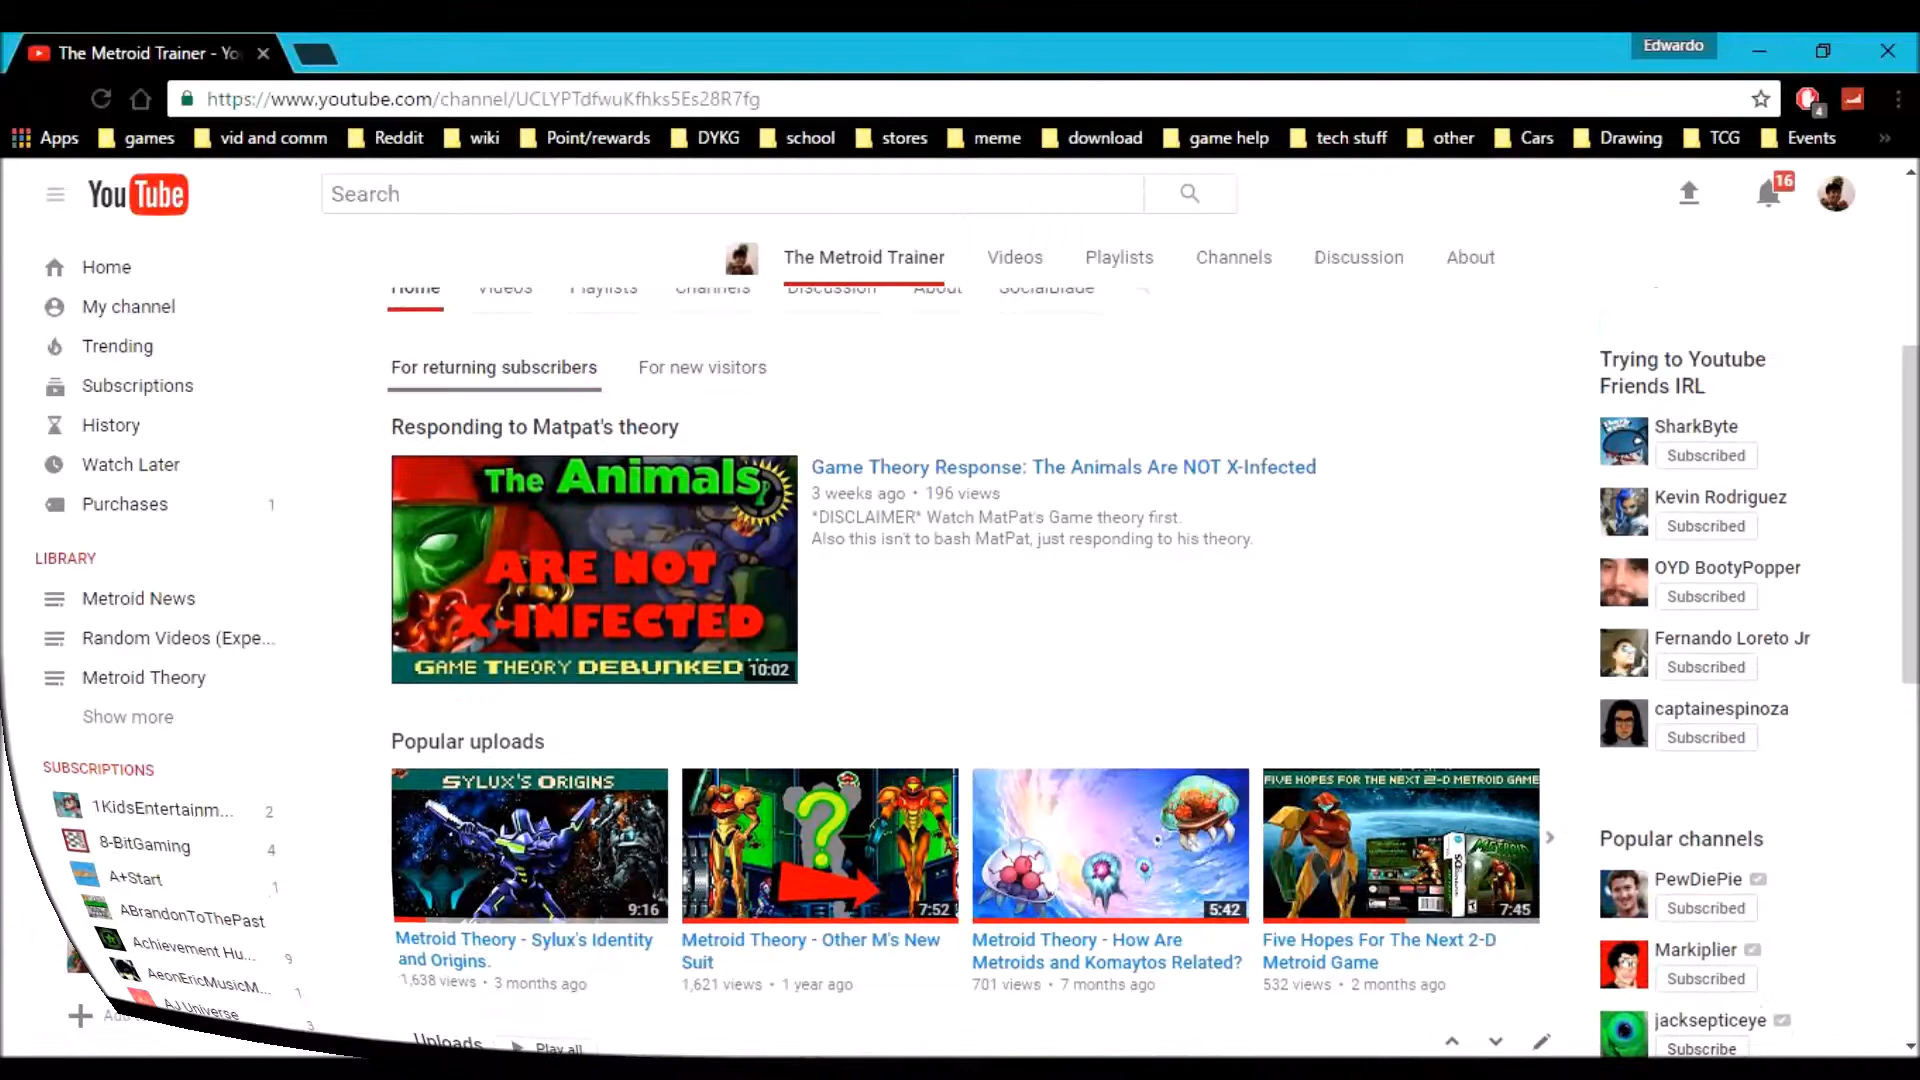 The Metroid Trainer - Yo
Edwardo
https://www.youtube.com/channel/UCLYPTdfwuKfhks5Es28R7fg
4
Apps games vid and comm Reddit wiki Point/rewards DYKG school stores meme download game help tech stuff other Cars Drawing TCG Events
YouTube
Search
16
The Metroid Trainer Videos Playlists Channels Discussion About
Home Videos Playlists Channels Discussion About SocialBlade
Home
My channel
Trending
Subscriptions
History
Watch Later
Purchases 1
LIBRARY
Metroid News
Random Videos (Expe...
Metroid Theory
Show more
SUBSCRIPTIONS
1KidsEntertainm... 2
8-BitGaming 4
A+Start 1
ABrandonToThePast
Achievement Hu... 9
AeonEricMusicM... 1
AJ Universe 3
For returning subscribers For new visitors
Responding to Matpat's theory
The Animals
ARE NOT
X-INFECTED
GAME THEORY DEBUNKED
10:02
Game Theory Response: The Animals Are NOT X-Infected
3 weeks ago • 196 views
*DISCLAIMER* Watch MatPat's Game theory first.
Also this isn't to bash MatPat, just responding to his theory.
Popular uploads
SYLUX'S ORIGINS
9:16
Metroid Theory - Sylux's Identity
and Origins.
1,638 views • 3 months ago
?
7:52
Metroid Theory - Other M's New
Suit
1,621 views • 1 year ago
5:42
Metroid Theory - How Are
Metroids and Komaytos Related?
701 views • 7 months ago
FIVE HOPES FOR THE NEXT 2-D METROID GAME
METROID
7:45
Five Hopes For The Next 2-D
Metroid Game
532 views • 2 months ago
Uploads Play all
Trying to Youtube
Friends IRL
SharkByte
Subscribed
Kevin Rodriguez
Subscribed
OYD BootyPopper
Subscribed
Fernando Loreto Jr
Subscribed
captainespinoza
Subscribed
Popular channels
PewDiePie
Subscribed
Markiplier
Subscribed
jacksepticeye
Subscribe